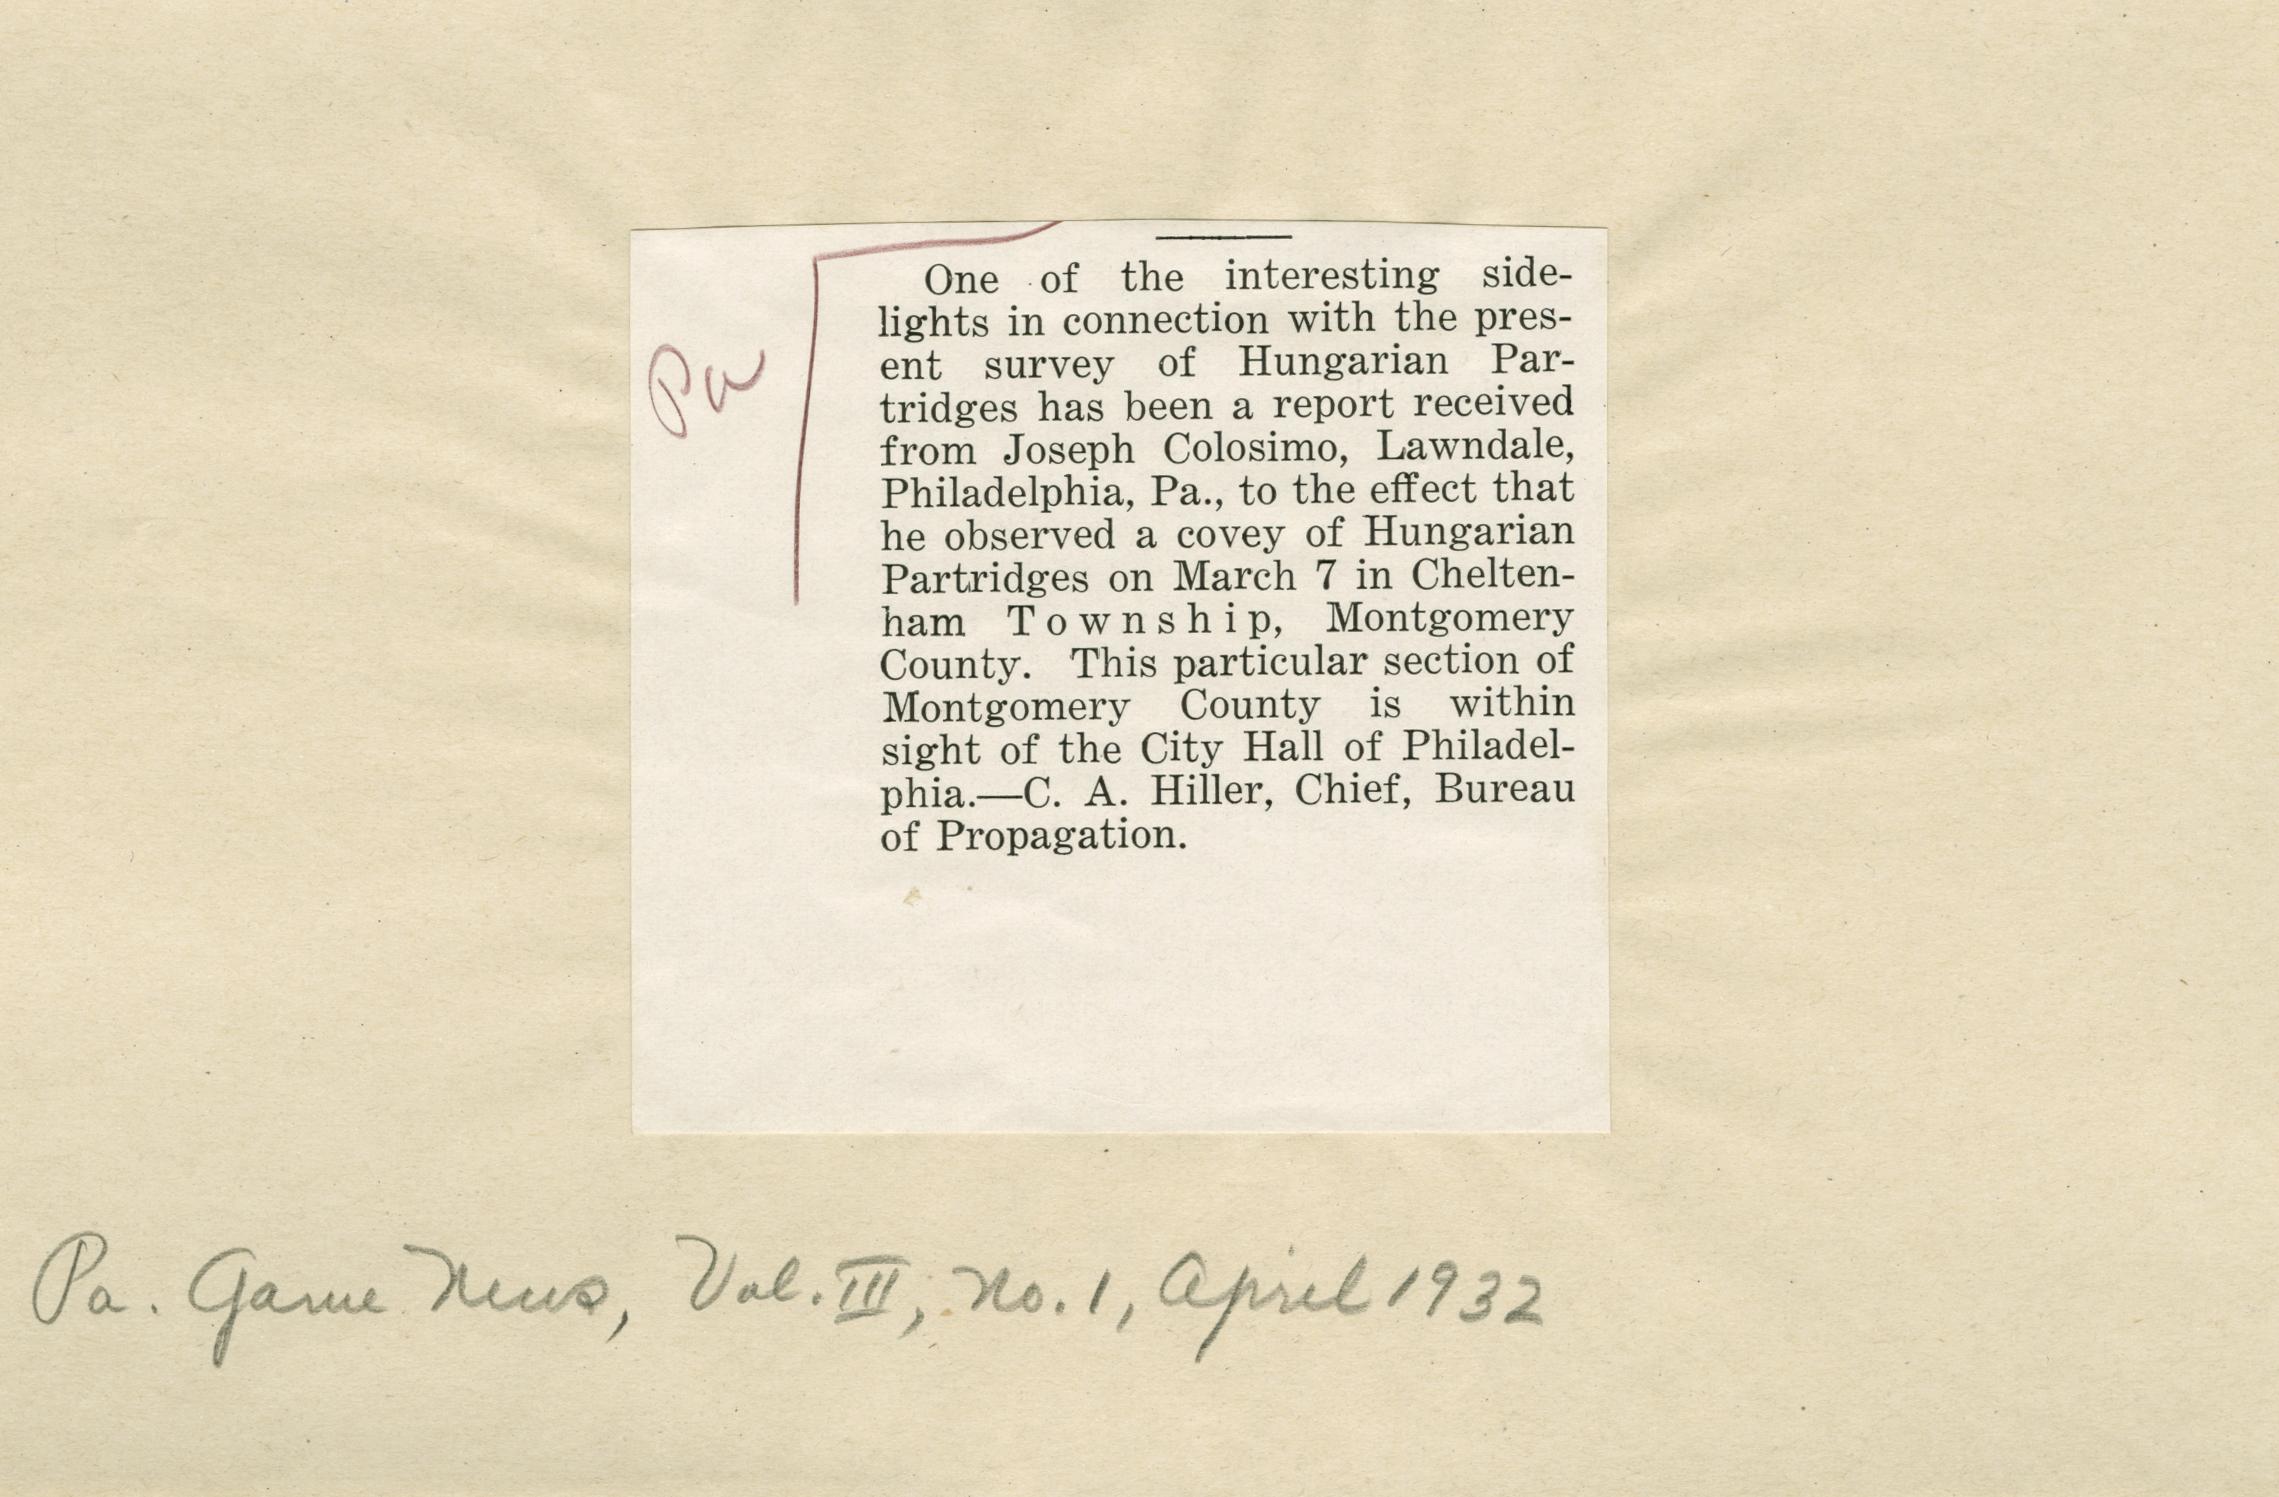 Pa
One of the interesting side-
lights in connection with the pres-
ent survey of Hungarian Par-
tridges has been a report received
from Joseph Colosimo, Lawndale,
Philadelphia, Pa., to the effect that
he observed a covey of Hungarian
Partridges on March 7 in Chelten-
ham Township, Montgomery
County. This particular section of
Montgomery County is within
sight of the City Hall of Philadel-
phia.—C. A. Hiller, Chief, Bureau
of Propagation.
Pa. Game News, Vol. III, No. 1, April 1932